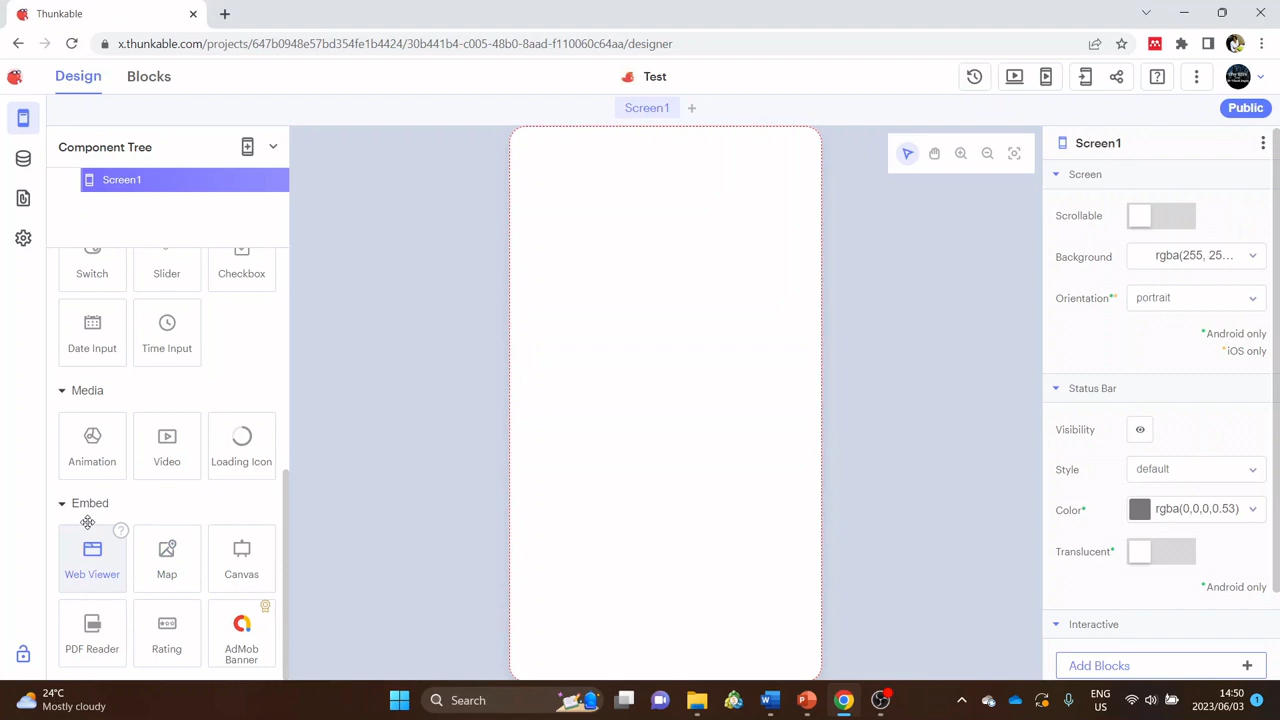 Thunkable
x.thunkable.com/projects/647b0948e57bd354fe1b4424/30b441b4-c005-48b0-8aad-f110060c64aa/designer
Design
Blocks
Test
Screen1
Public
Component Tree
Screen1
Switch
Slider
Checkbox
Date Input
Time Input
Media
Animation
Video
Loading Icon
Embed
Web Viewer
Map
Canvas
PDF Reader
Rating
AdMob
Banner
Screen1
Screen
Scrollable
Background
rgba(255, 25...
Orientation**
portrait
*Android only
*iOS only
Status Bar
Visibility
Style
default
Color*
rgba(0,0,0,0.53)
Translucent*
*Android only
Interactive
Add Blocks
24°C
Mostly cloudy
Search
ENG
US
14:50
2023/06/03